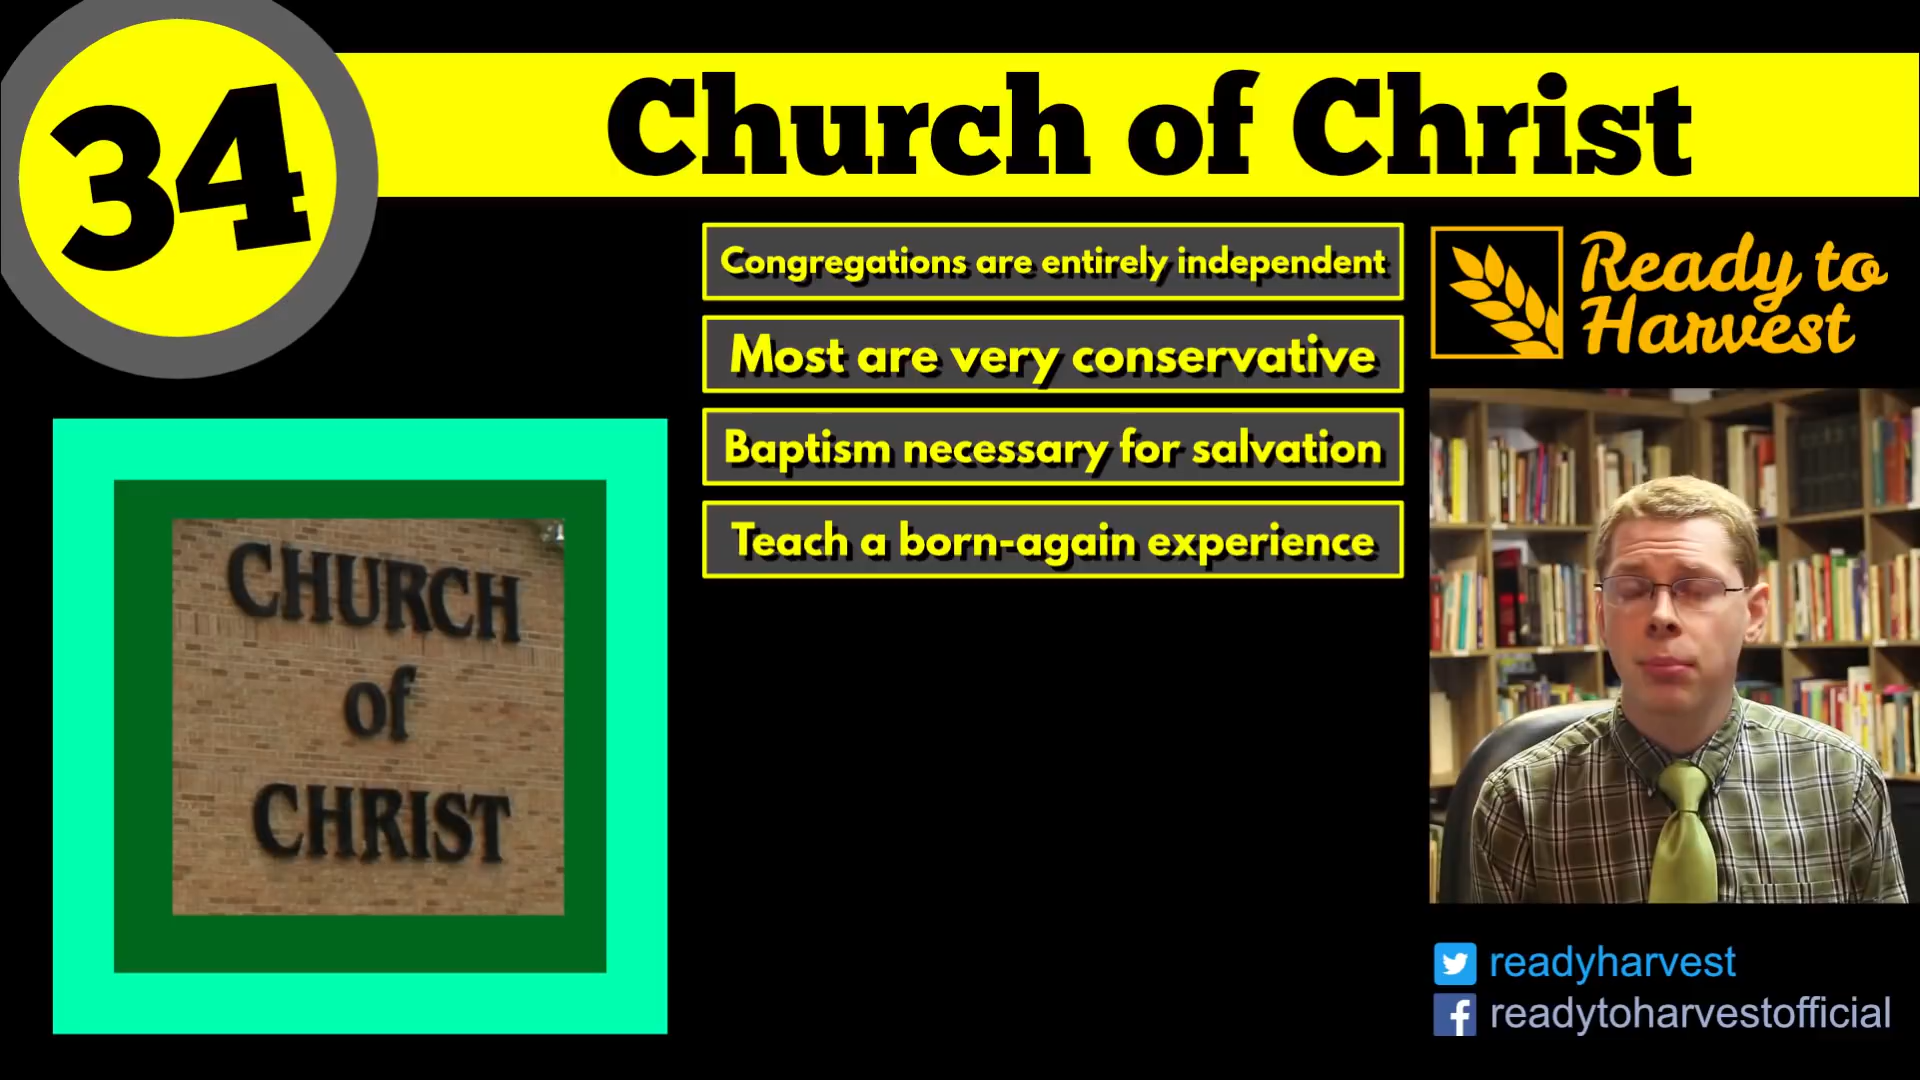 34
Church of Christ
Congregations are entirely independent
Most are very conservative
Baptism necessary for salvation
Teach a born-again experience
Ready to
Harvest
CHURCH
of
CHRIST
readyharvest
readytoharvestofficial